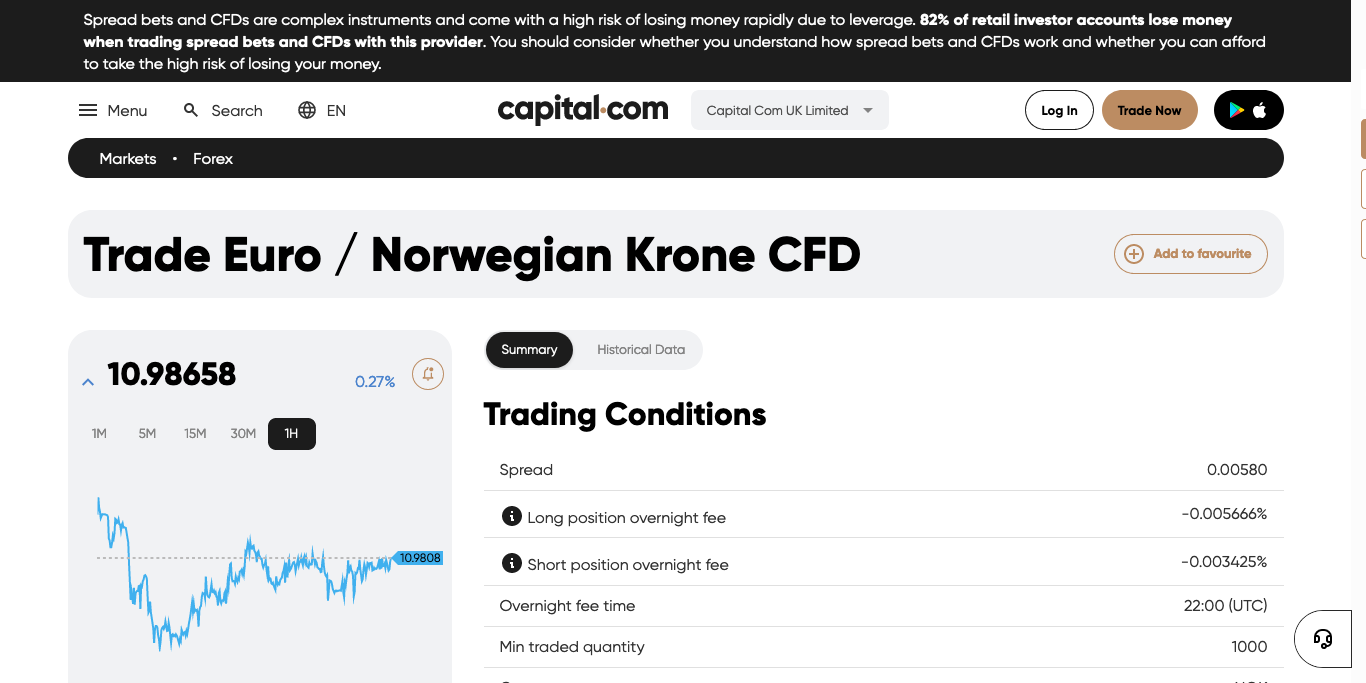 Spread bets and CFDs are complex instruments and come with a high risk of losing money rapidly due to leverage. 82% of retail investor accounts lose money
when trading spread bets and CFDs with this provider. You should consider whether you understand how spread bets and CFDs work and whether you can afford
to take the high risk of losing your money.
Menu
Search
EN
capital.com
Capital Com UK Limited
Log In
Trade Now
Markets • Forex
Trade Euro / Norwegian Krone CFD
Add to favourite
10.98658
0.27%
1M 5M 15M 30M 1H
10.9808
Summary
Historical Data
Trading Conditions
Spread 0.00580
Long position overnight fee -0.005666%
Short position overnight fee -0.003425%
Overnight fee time 22:00 (UTC)
Min traded quantity 1000